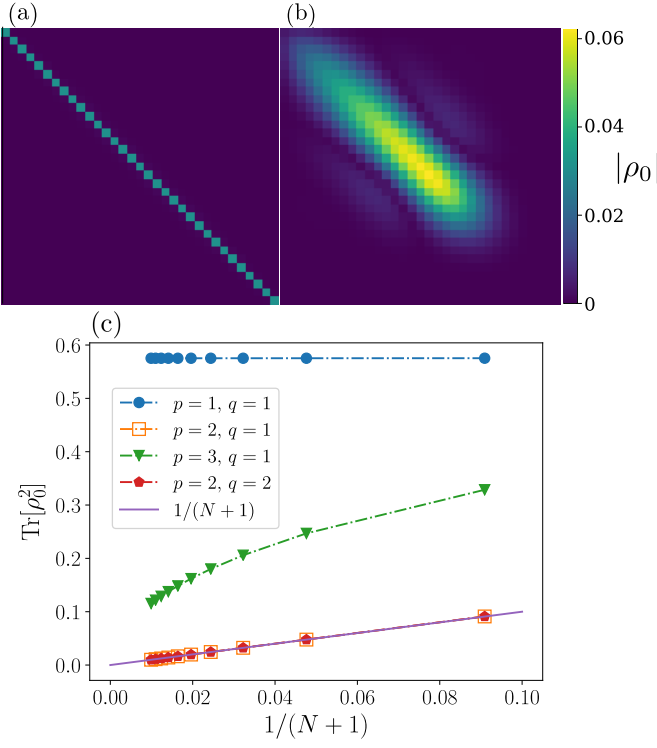 (a)
(b)
0.06
0.04
|ρ₀|
0.02
0
(c)
0.6
0.5
0.4
0.3
0.2
0.1
0.0
Tr[ρ₀²]
p = 1, q = 1
p = 2, q = 1
p = 3, q = 1
p = 2, q = 2
1/(N + 1)
0.00 0.02 0.04 0.06 0.08 0.10
1/(N + 1)